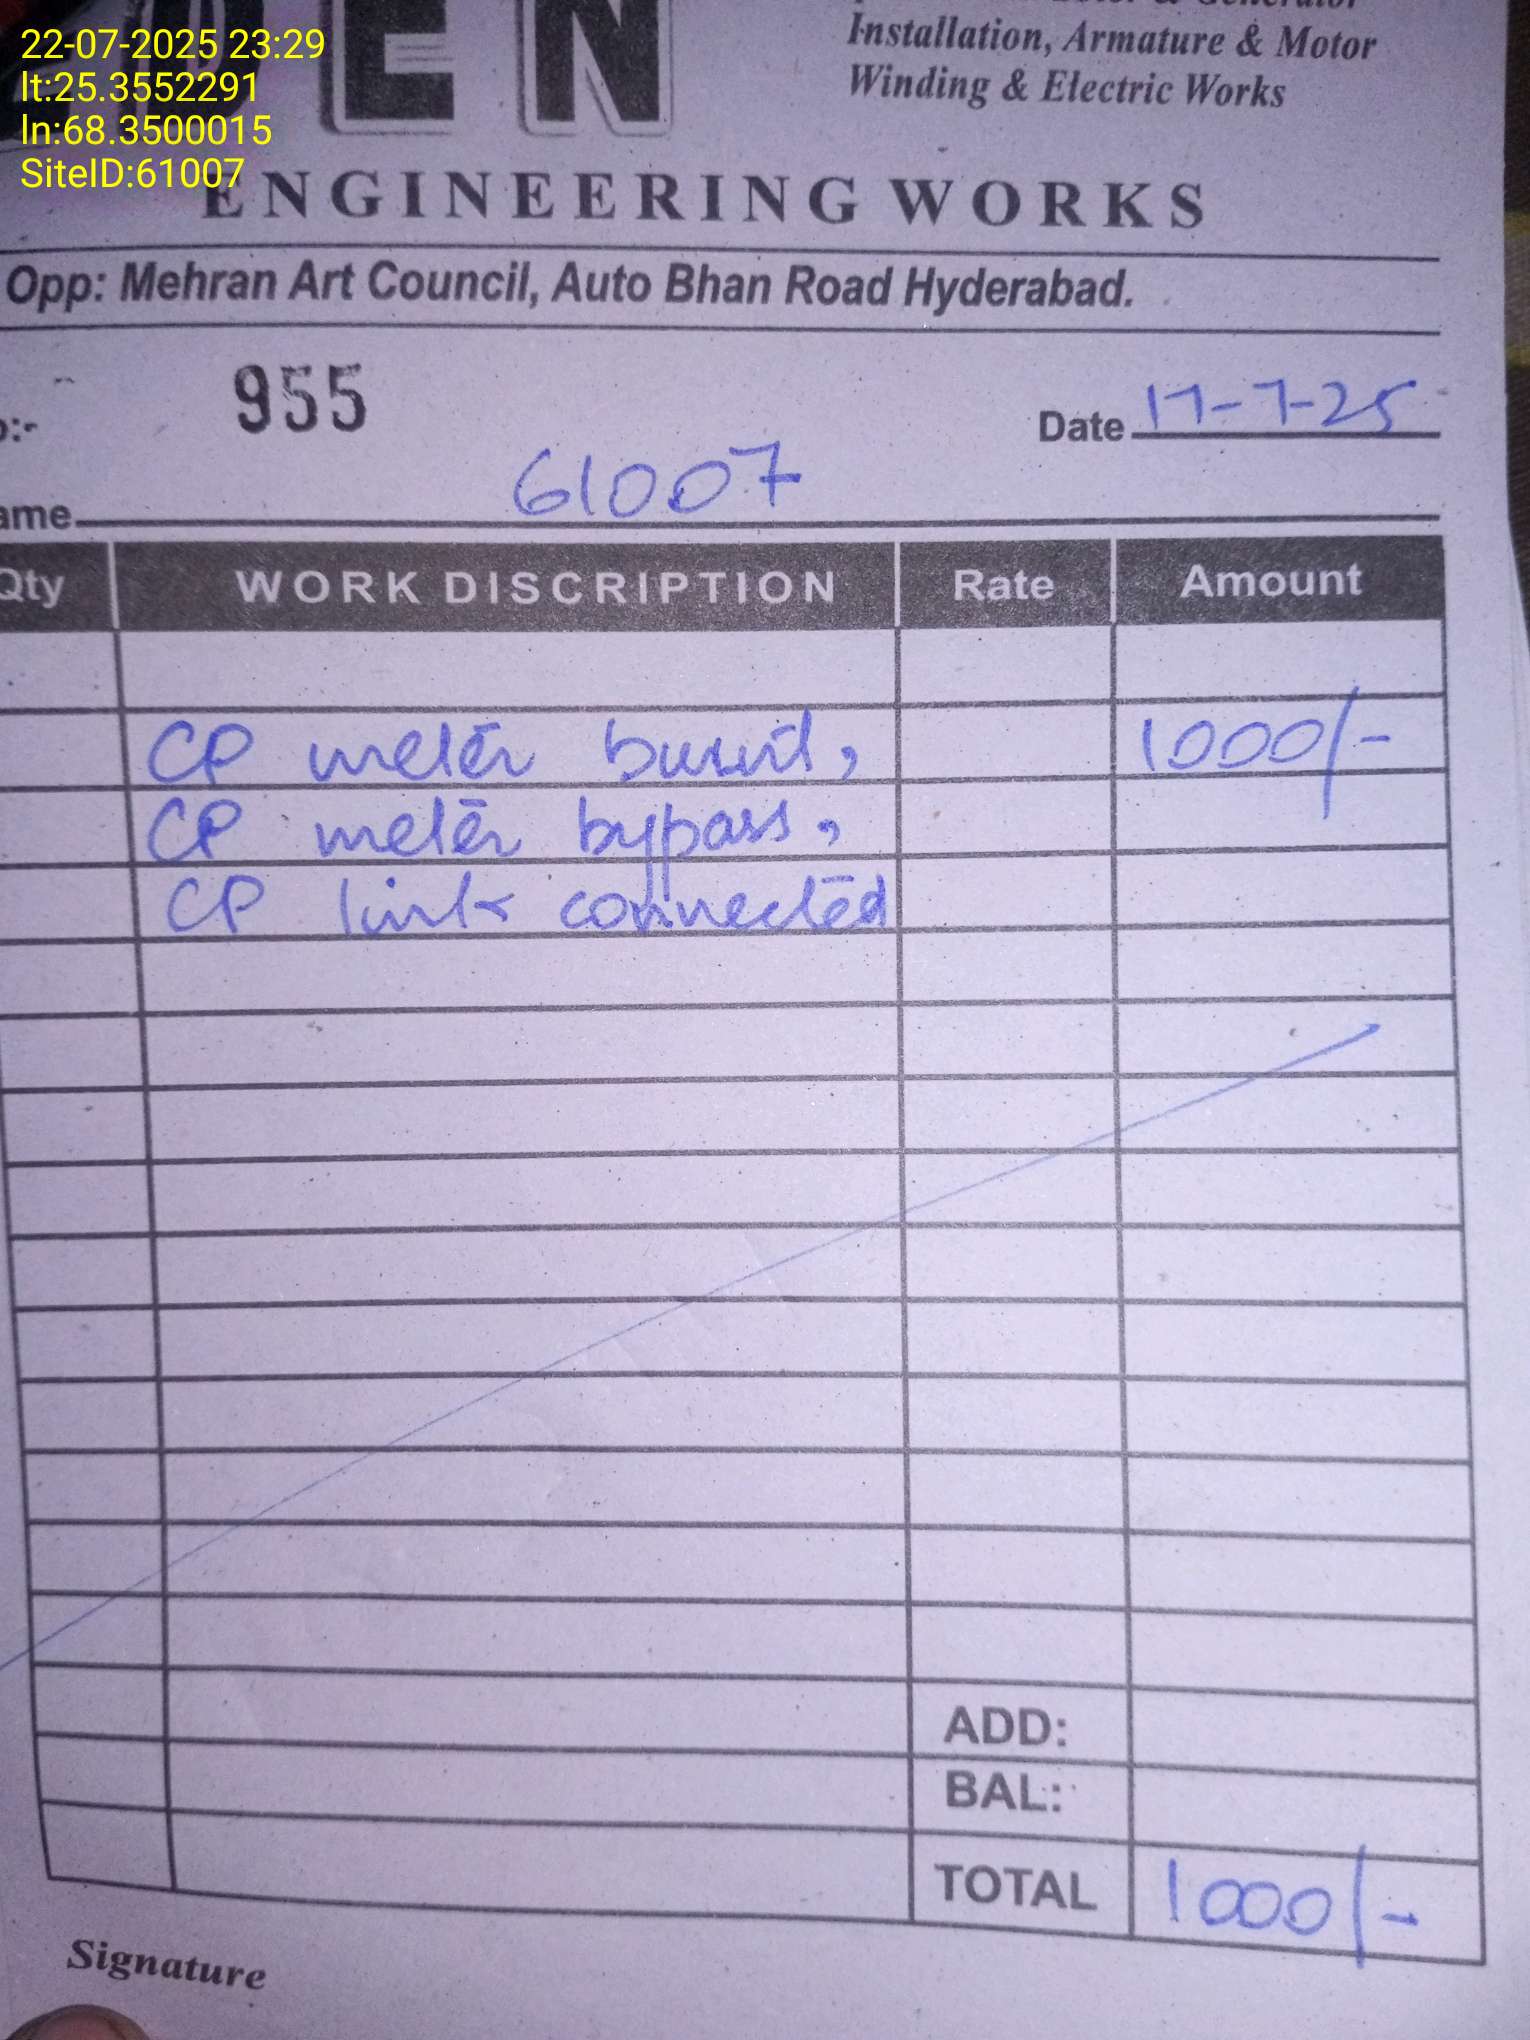 22-07-2025 23:29
lt:25.3552291
ln:68.3500015
SiteID:61007
Installation, Armature & Motor
Winding & Electric Works
ENGINEERING WORKS
Opp: Mehran Art Council, Auto Bhan Road Hyderabad.
955
Date 17-7-25
61007
Qty WORK DISCRIPTION Rate Amount
CP meter 1000/-
CP meter bypass,
CP link connected
ADD:
BAL:
TOTAL 1000/-
Signature